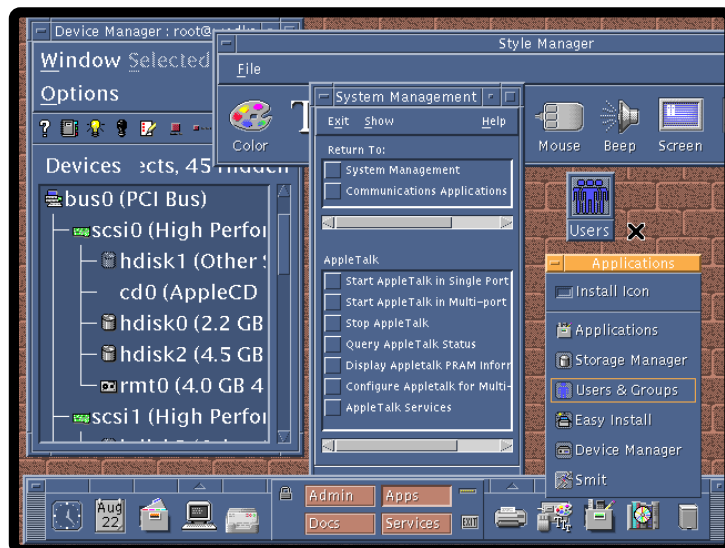 Device Manager : root@
Window Selected
Options
Devices ects, 45 Hidden
bus0 (PCI Bus)
scsi0 (High Perfor
hdisk1 (Other
cd0 (AppleCD
hdisk0 (2.2 GB
hdisk2 (4.5 GB
rmt0 (4.0 GB 4
scsi1 (High Perfor
Style Manager
File
Color
Mouse
Beep
Screen
System Management
Exit Show Help
Return To:
System Management
Communications Applications
AppleTalk
Start AppleTalk in Single Port
Start AppleTalk in Multi-port
Stop AppleTalk
Query AppleTalk Status
Display Appletalk PRAM Inform
Configure Appletalk for Multi-
AppleTalk Services
Users
Applications
Install Icon
Applications
Storage Manager
Users & Groups
Easy Install
Device Manager
Smit
Aug
22
Admin
Apps
Docs
Services
EXIT